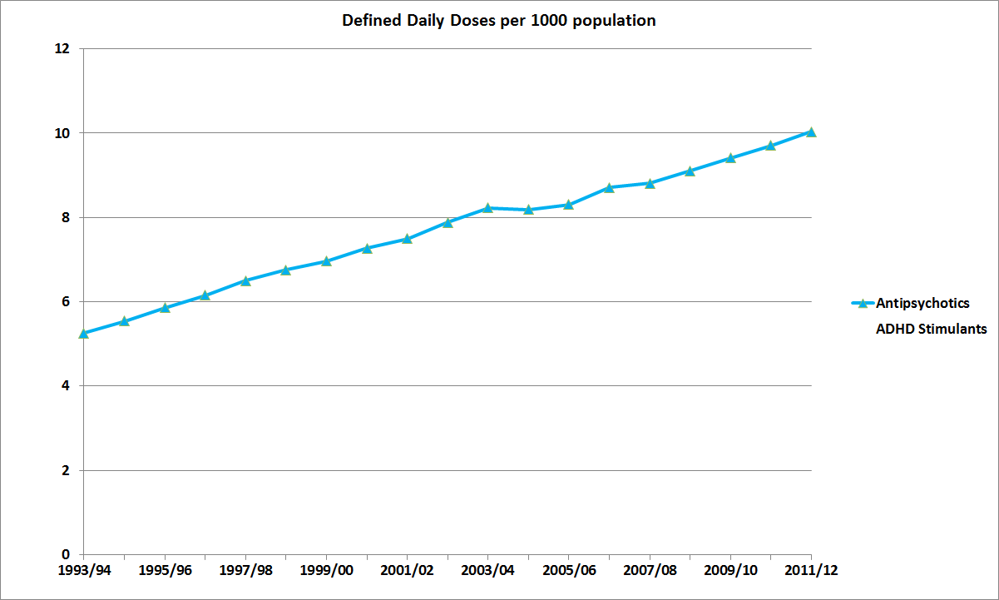 Defined Daily Doses per 1000 population
12
10
8
6
4
2
0
1993/94 1995/96 1997/98 1999/00 2001/02 2003/04 2005/06 2007/08 2009/10 2011/12
Antipsychotics
ADHD Stimulants